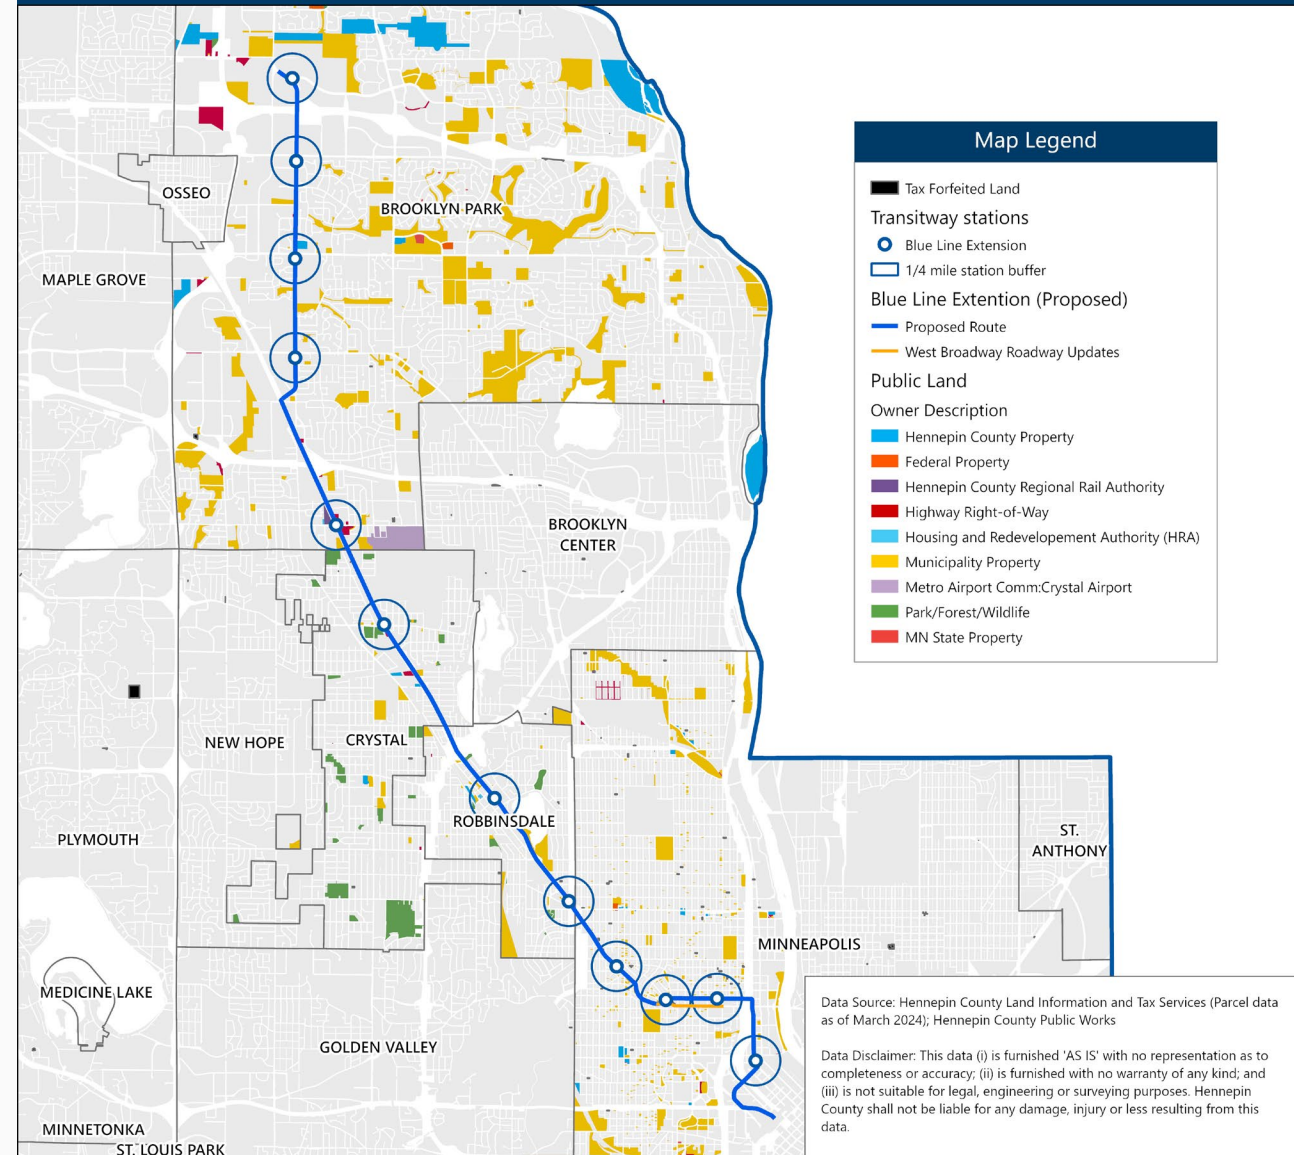 Map Legend
Tax Forfeited Land
Transitway stations
Blue Line Extension
1/4 mile station buffer
Blue Line Extention (Proposed)
Proposed Route
West Broadway Roadway Updates
Public Land
Owner Description
Hennepin County Property
Federal Property
Hennepin County Regional Rail Authority
Highway Right-of-Way
Housing and Redevelopement Authority (HRA)
Municipality Property
Metro Airport Comm:Crystal Airport
Park/Forest/Wildlife
MN State Property
OSSEO
BROOKLYN PARK
MAPLE GROVE
BROOKLYN
CENTER
NEW HOPE
CRYSTAL
ROBBINSDALE
PLYMOUTH
ST.
ANTHONY
MINNEAPOLIS
MEDICINE LAKE
GOLDEN VALLEY
MINNETONKA
ST. LOUIS PARK
Data Source: Hennepin County Land Information and Tax Services (Parcel data
as of March 2024); Hennepin County Public Works
Data Disclaimer: This data (i) is furnished 'AS IS' with no representation as to
completeness or accuracy; (ii) is furnished with no warranty of any kind; and
(iii) is not suitable for legal, engineering or surveying purposes. Hennepin
County shall not be liable for any damage, injury or less resulting from this
data.